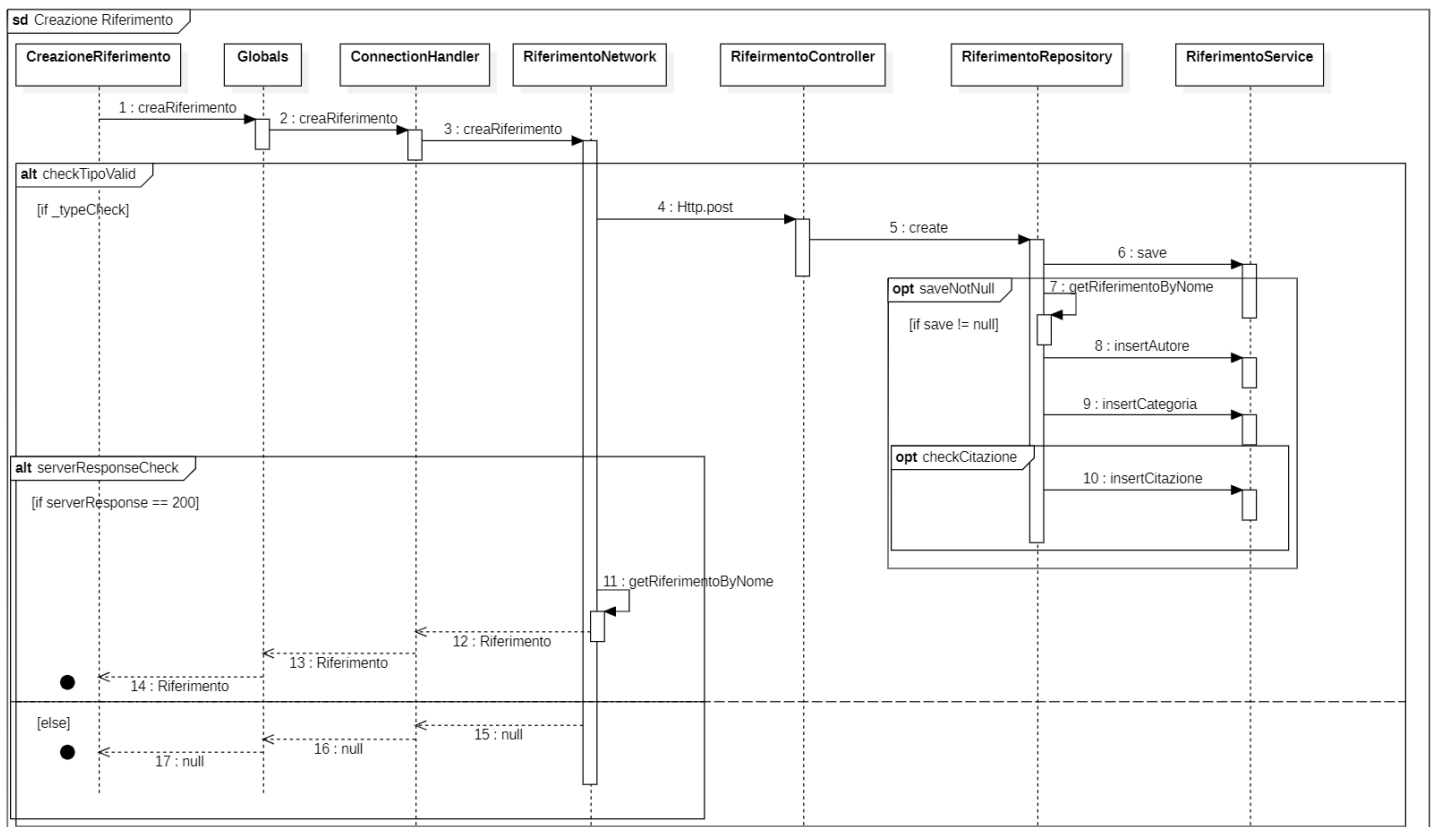 sd Creazione Riferimento
CreazioneRiferimento
Globals
ConnectionHandler
RiferimentoNetwork
RifeirmentoController
RiferimentoRepository
RiferimentoService
1 : creaRiferimento
2 : creaRiferimento
3 : creaRiferimento
alt checkTipoValid
[if _typeCheck]
4 : Http.post
5 : create
6 : save
opt saveNotNull
7 : getRiferimentoByNome
[if save != null]
8 : insertAutore
9 : insertCategoria
opt checkCitazione
10 : insertCitazione
alt serverResponseCheck
[if serverResponse == 200]
11 : getRiferimentoByNome
12 : Riferimento
13 : Riferimento
14 : Riferimento
[else]
15 : null
16 : null
17 : null